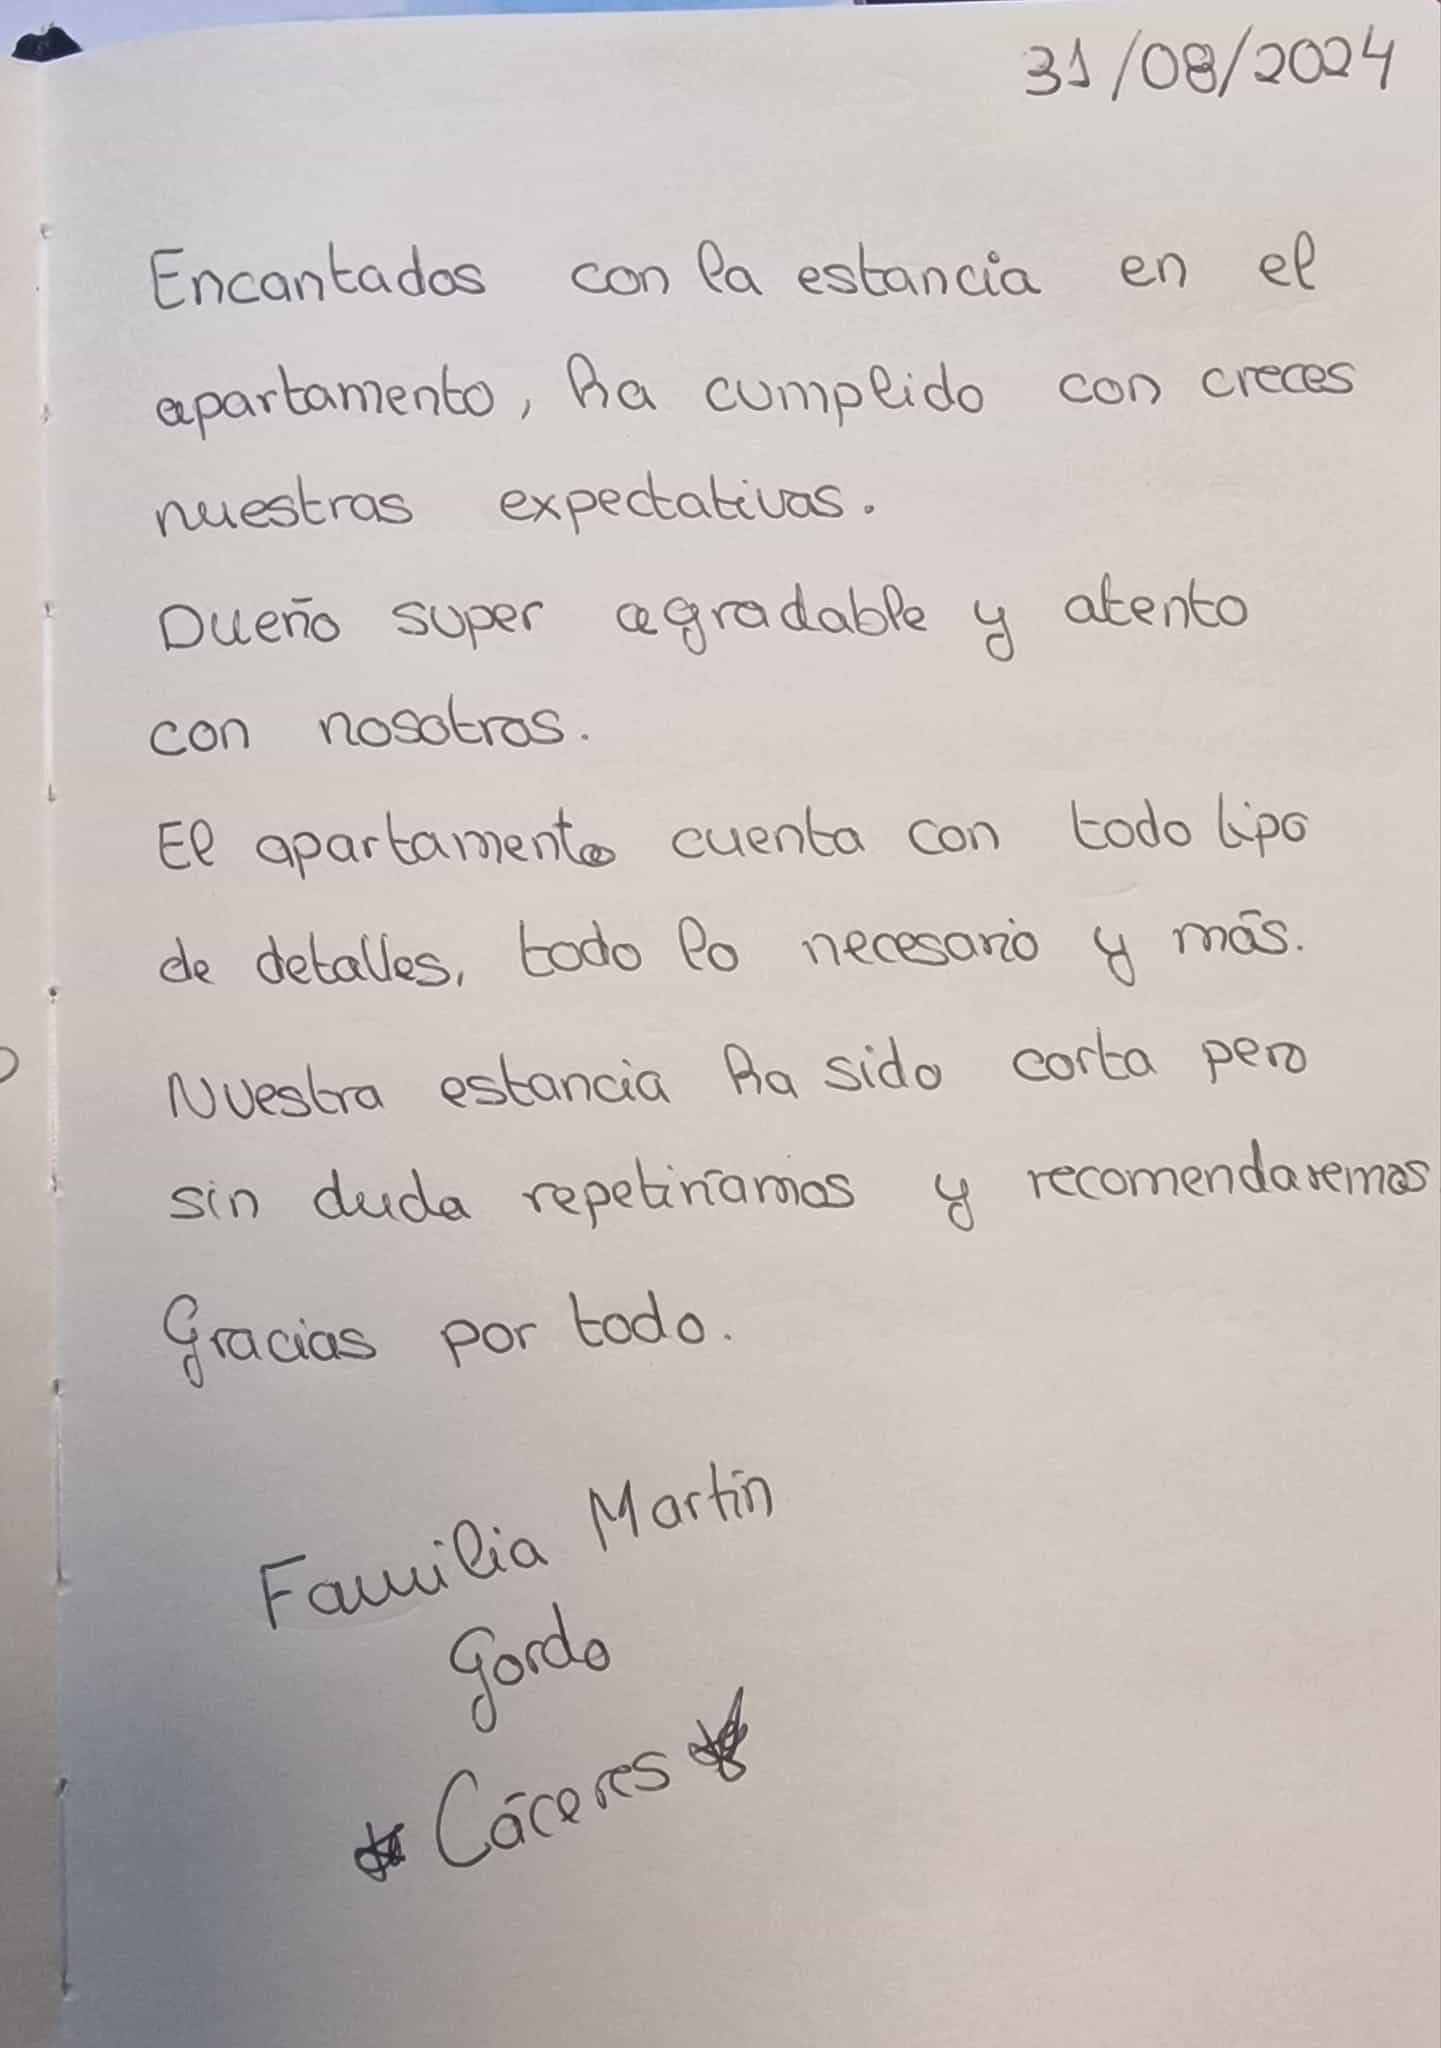 31/08/2024
Encantados con la estancia en el
apartamento, ha cumplido con creces
nuestras expectativas.
Dueño super agradable y atento
con nosotros.
El apartamento cuenta con todo tipo
de detalles, todo lo necesario y más.
Nuestra estancia ha sido corta pero
sin duda repetiríamos y recomendaremos
Gracias por todo.
Familia Martín
Gordo
Cáceres